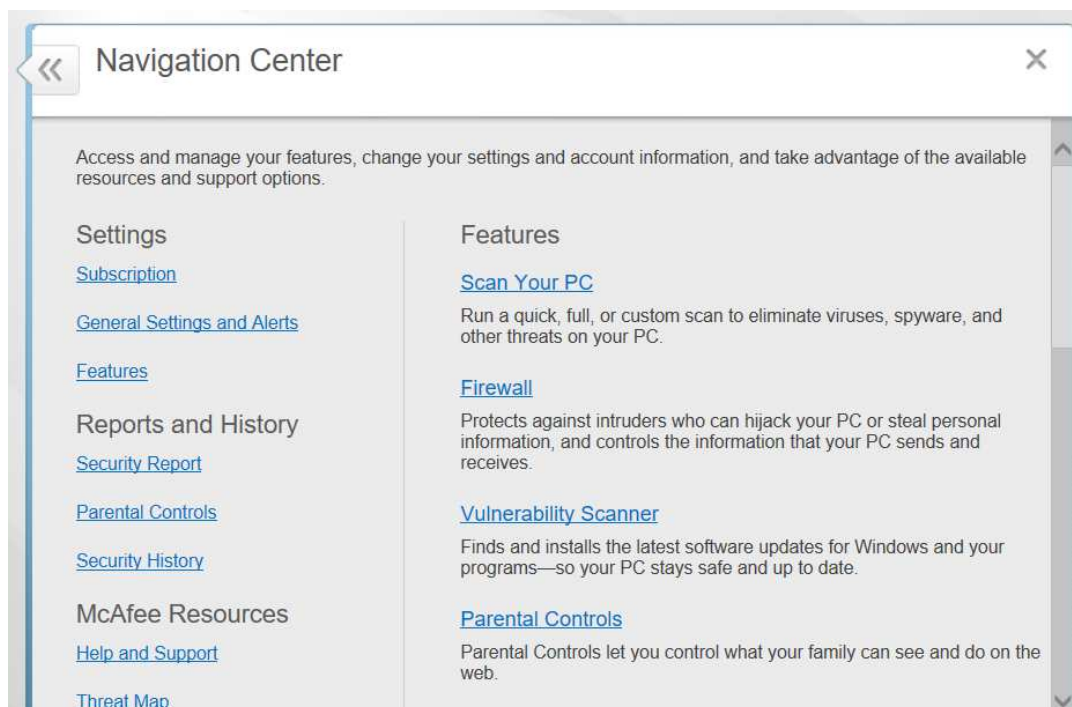 Navigation Center
Access and manage your features, change your settings and account information, and take advantage of the available
resources and support options.
Settings
Subscription
General Settings and Alerts
Features
Reports and History
Security Report
Parental Controls
Security History
McAfee Resources
Help and Support
Threat Map
Features
Scan Your PC
Run a quick, full, or custom scan to eliminate viruses, spyware, and
other threats on your PC.
Firewall
Protects against intruders who can hijack your PC or steal personal
information, and controls the information that your PC sends and
receives.
Vulnerability Scanner
Finds and installs the latest software updates for Windows and your
programs—so your PC stays safe and up to date.
Parental Controls
Parental Controls let you control what your family can see and do on the
web.